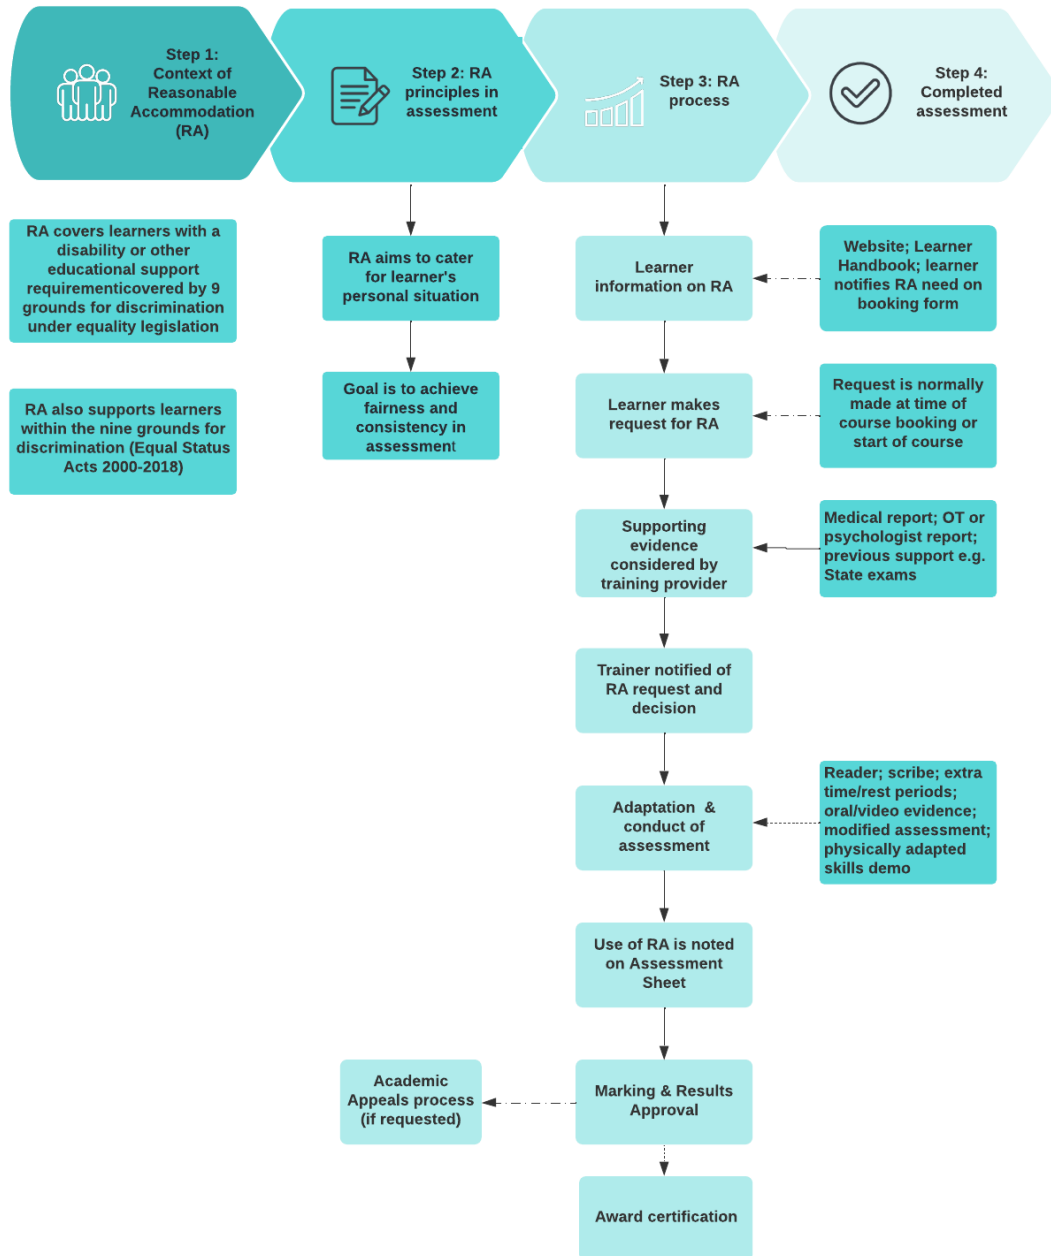 Step 1:
Context of
Reasonable
Accommodation
(RA)
Step 2: RA
principles in
assessment
Step 3: RA
process
Step 4:
Completed
assessment
RA covers learners with a
disability or other
educational support
requirementcovered by 9
grounds for discrimination
under equality legislation
RA also supports learners
within the nine grounds for
discrimination (Equal Status
Acts 2000-2018)
RA aims to cater
for learner's
personal situation
Goal is to achieve
fairness and
consistency in
assessment
Learner
information on RA
Website; Learner
Handbook; learner
notifies RA need on
booking form
Learner makes
request for RA
Request is normally
made at time of
course booking or
start of course
Supporting
evidence
considered by
training provider
Medical report; OT or
psychologist report;
previous support e.g.
State exams
Trainer notified of
RA request and
decision
Adaptation & 
conduct of
assessment
Reader; scribe; extra
time/rest periods;
oral/video evidence;
modified assessment;
physically adapted
skills demo
Use of RA is noted
on Assessment
Sheet
Academic
Appeals process
(if requested)
Marking & Results
Approval
Award certification